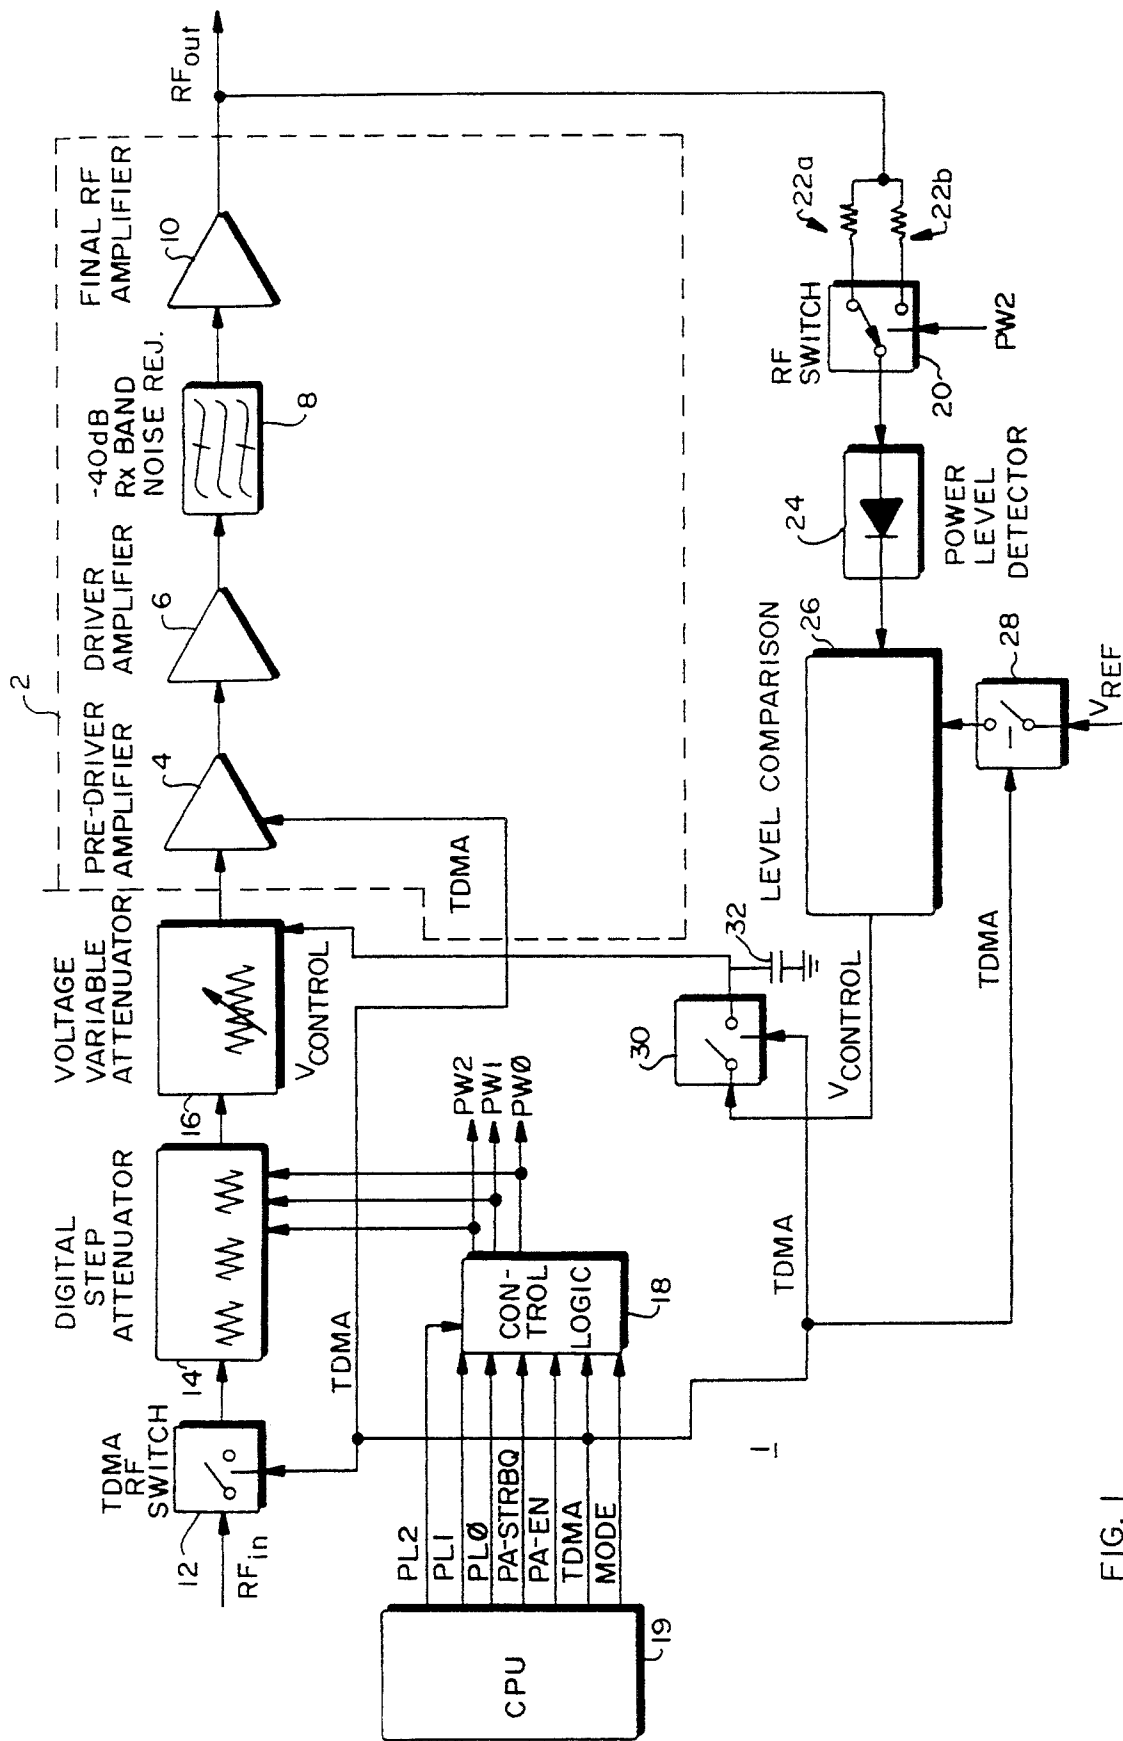 2
TDMA
RF
SWITCH
12
RFin
DIGITAL
STEP
ATTENUATOR
14
VOLTAGE
VARIABLE
ATTENUATOR
16
VCONTROL
PRE-DRIVER
AMPLIFIER
4
DRIVER
AMPLIFIER
6
-40dB
Rx BAND
NOISE REJ.
8
FINAL RF
AMPLIFIER
10
RFout
TDMA
TDMA
PW2
PW1
PWØ
CPU
19
PL2
PL1
PLØ
PA-STRBQ
PA-EN
TDMA
MODE
CON-
TROL
LOGIC
18
1
TDMA
30
32
VCONTROL
LEVEL COMPARISON
26
TDMA
28
VREF
24
POWER
LEVEL
DETECTOR
RF
SWITCH
20
PW2
22a
22b
FIG. 1